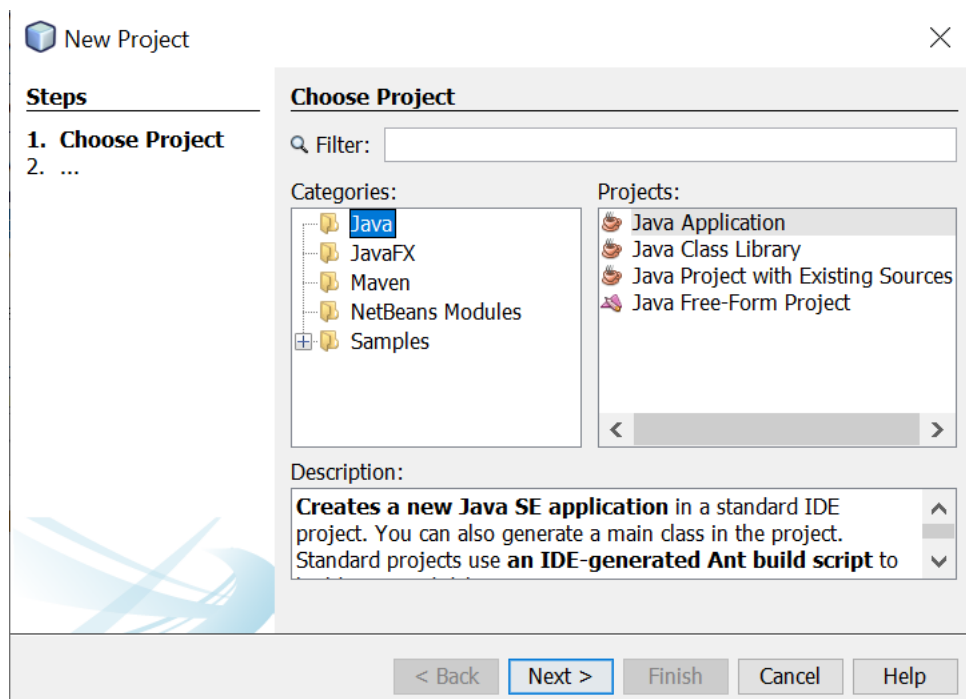 New Project
Steps
1. Choose Project
2. ...
Choose Project
Filter:
Categories:
Java
JavaFX
Maven
NetBeans Modules
Samples
Projects:
Java Application
Java Class Library
Java Project with Existing Sources
Java Free-Form Project
Description:
Creates a new Java SE application in a standard IDE
project. You can also generate a main class in the project.
Standard projects use an IDE-generated Ant build script to
< Back
Next >
Finish
Cancel
Help